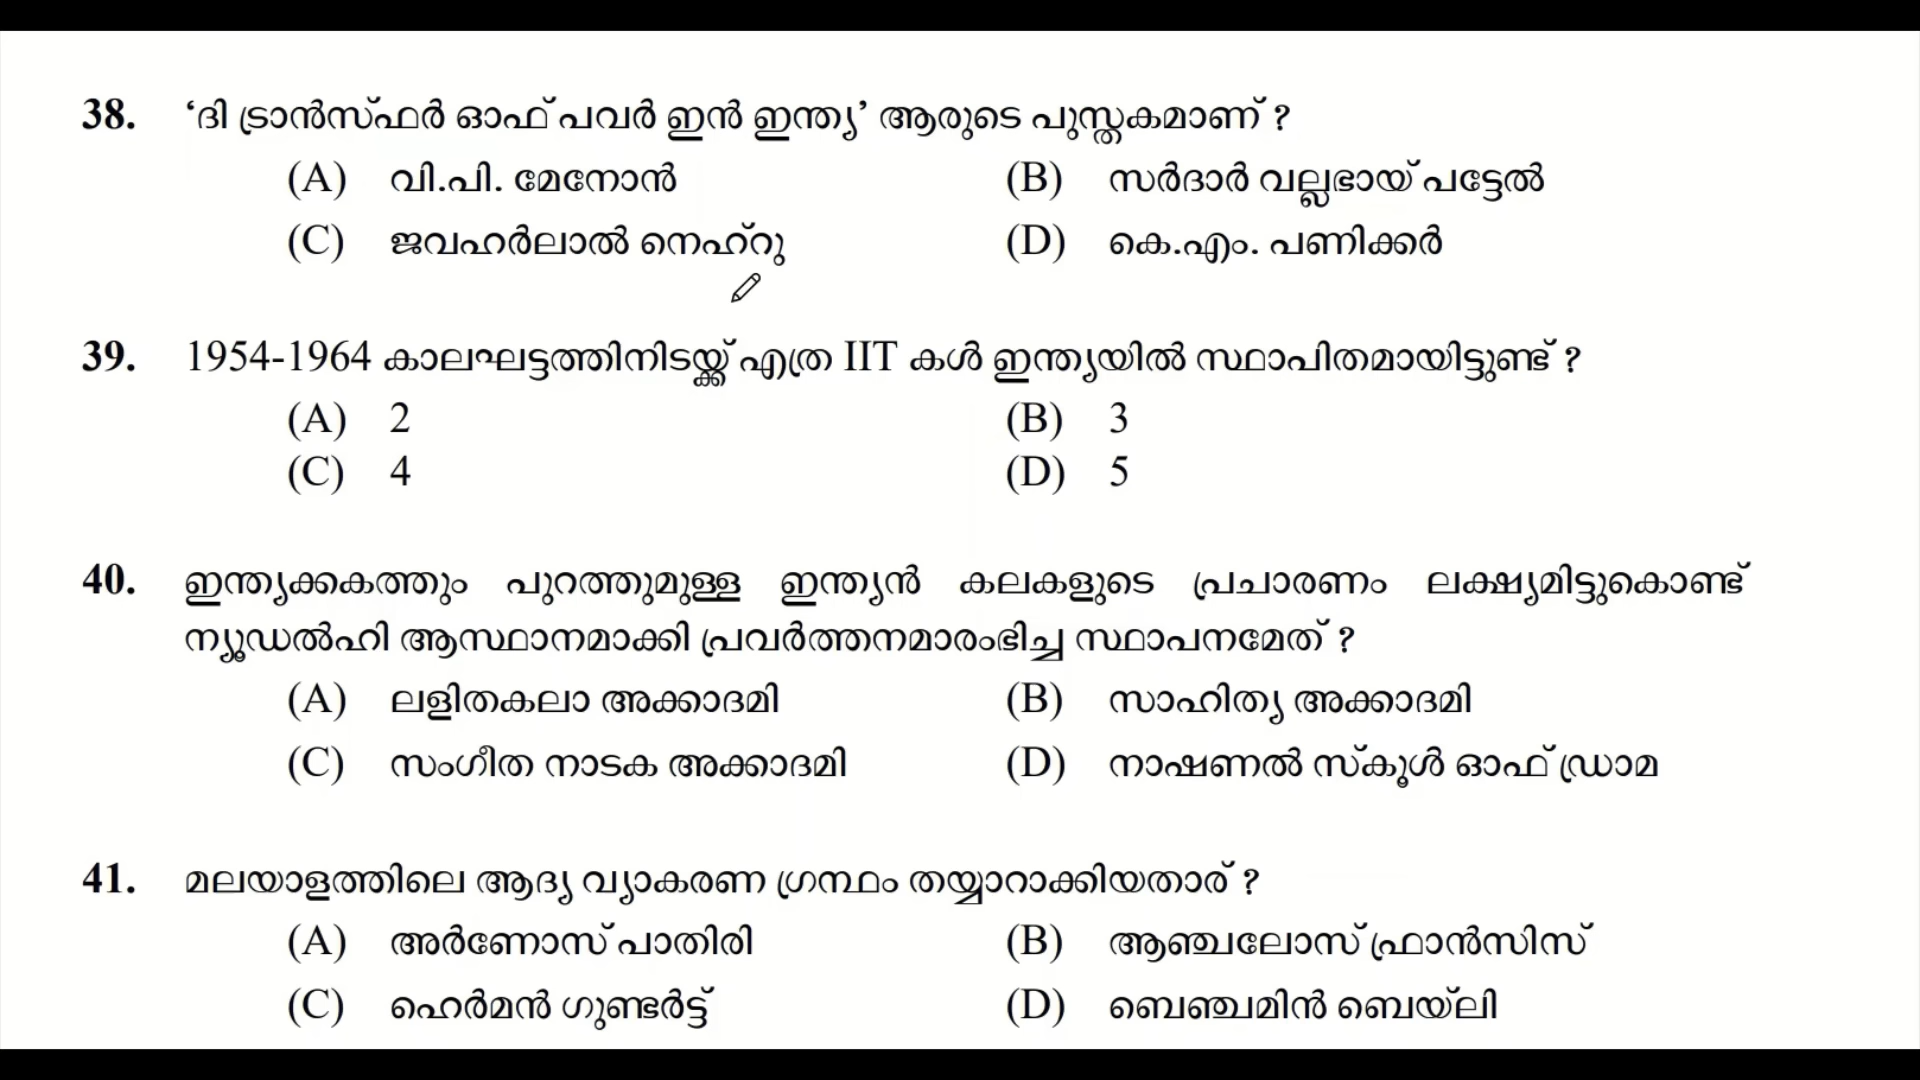 38. ‘ദി ട്രാൻസ്ഫർ ഓഫ് പവർ ഇൻ ഇന്ത്യ’ ആരുടെ പുസ്തകമാണ് ?
(A) വി.പി. മേനോൻ (B) സർദാർ വല്ലഭായ് പട്ടേൽ
(C) ജവഹർലാൽ നെഹ്റു (D) കെ.എം. പണിക്കർ
39. 1954-1964 കാലഘട്ടത്തിനിടയ്ക്ക് എത്ര IIT കൾ ഇന്ത്യയിൽ സ്ഥാപിതമായിട്ടുണ്ട് ?
(A) 2 (B) 3
(C) 4 (D) 5
40. ഇന്ത്യക്കകത്തും പുറത്തുമുള്ള ഇന്ത്യൻ കലകളുടെ പ്രചാരണം ലക്ഷ്യമിട്ടുകൊണ്ട്
ന്യൂഡൽഹി ആസ്ഥാനമാക്കി പ്രവർത്തനമാരംഭിച്ച സ്ഥാപനമേത് ?
(A) ലളിതകലാ അക്കാദമി (B) സാഹിത്യ അക്കാദമി
(C) സംഗീത നാടക അക്കാദമി (D) നാഷണൽ സ്കൂൾ ഓഫ് ഡ്രാമ
41. മലയാളത്തിലെ ആദ്യ വ്യാകരണ ഗ്രന്ഥം തയ്യാറാക്കിയതാര് ?
(A) അർണോസ് പാതിരി (B) ആഞ്ചലോസ് ഫ്രാൻസിസ്
(C) ഹെർമൻ ഗുണ്ടർട്ട് (D) ബെഞ്ചമിൻ ബെയ്‌ലി